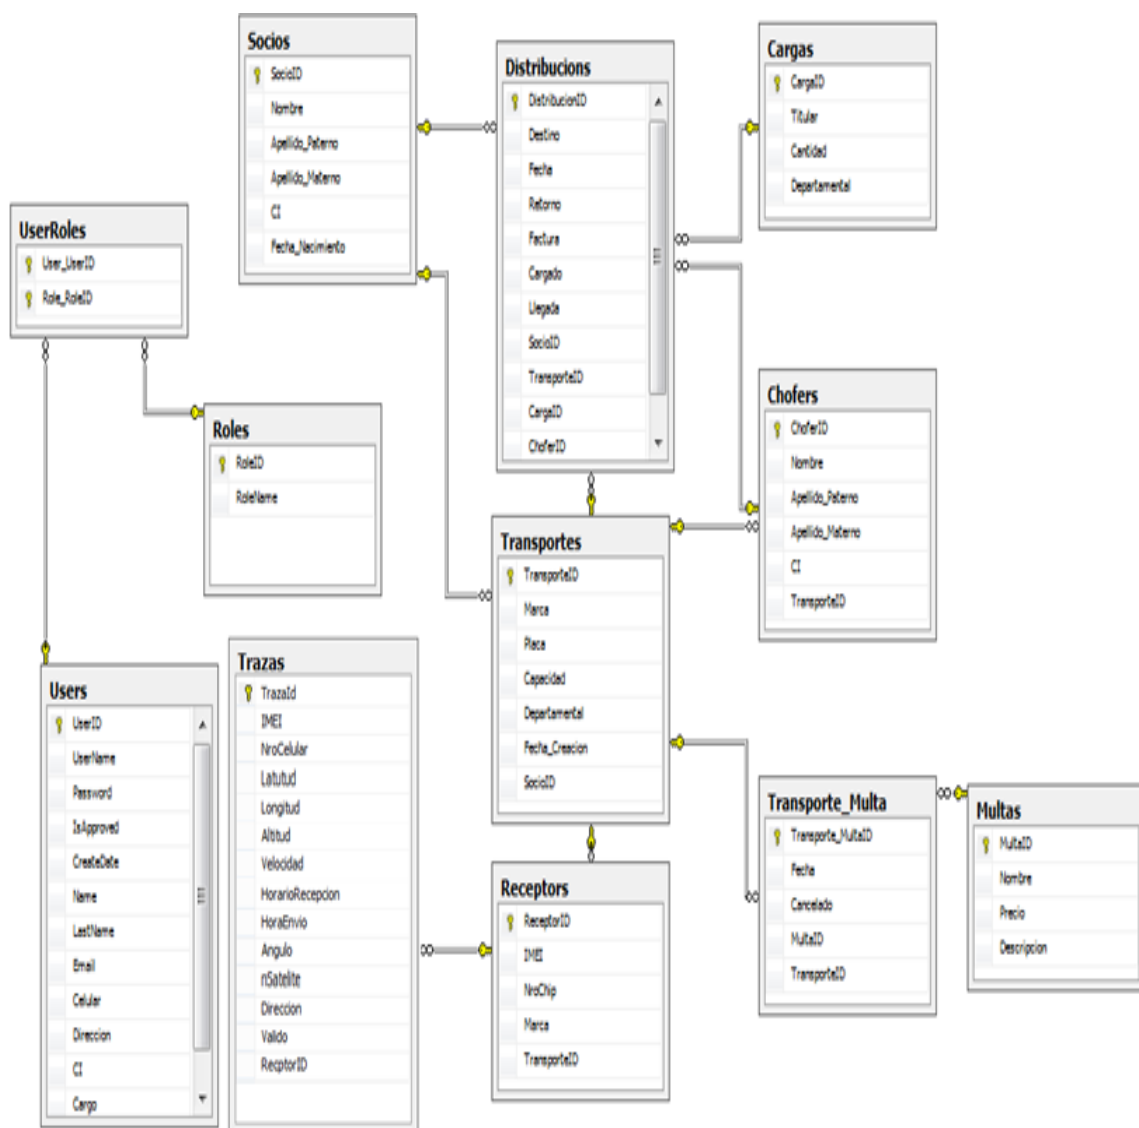 Socios
SocioID
Nombre
Apellido_Paterno
Apellido_Materno
CI
Fecha_Nacimiento
Distribucions
DistribucionID
Destino
Fecha
Retorno
Factura
Cargado
Llegada
SocioID
TransporteID
CargaID
ChoferID
Cargas
CargaID
Titular
Cantidad
Departamental
UserRoles
User_UserID
Role_RoleID
Roles
RoleID
RoleName
Chofers
ChoferID
Nombre
Apellido_Paterno
Apellido_Materno
CI
TransporteID
Transportes
TransporteID
Marca
Placa
Capacidad
Departamental
Fecha_Creacion
SocioID
Users
UserID
UserName
Password
IsApproved
CreateDate
Name
LastName
Email
Celular
Direccion
CI
Cargo
Trazas
TrazaId
IMEI
NroCelular
Latutud
Longitud
Altitud
Velocidad
HorarioRecepcion
HoraEnvio
Angulo
nSatelite
Direccion
Valido
RecptorID
Receptors
ReceptorID
IMEI
NroChip
Marca
TransporteID
Transporte_Multa
Transporte_MultaID
Fecha
Cancelado
MultaID
TransporteID
Multas
MultaID
Nombre
Precio
Descripcion